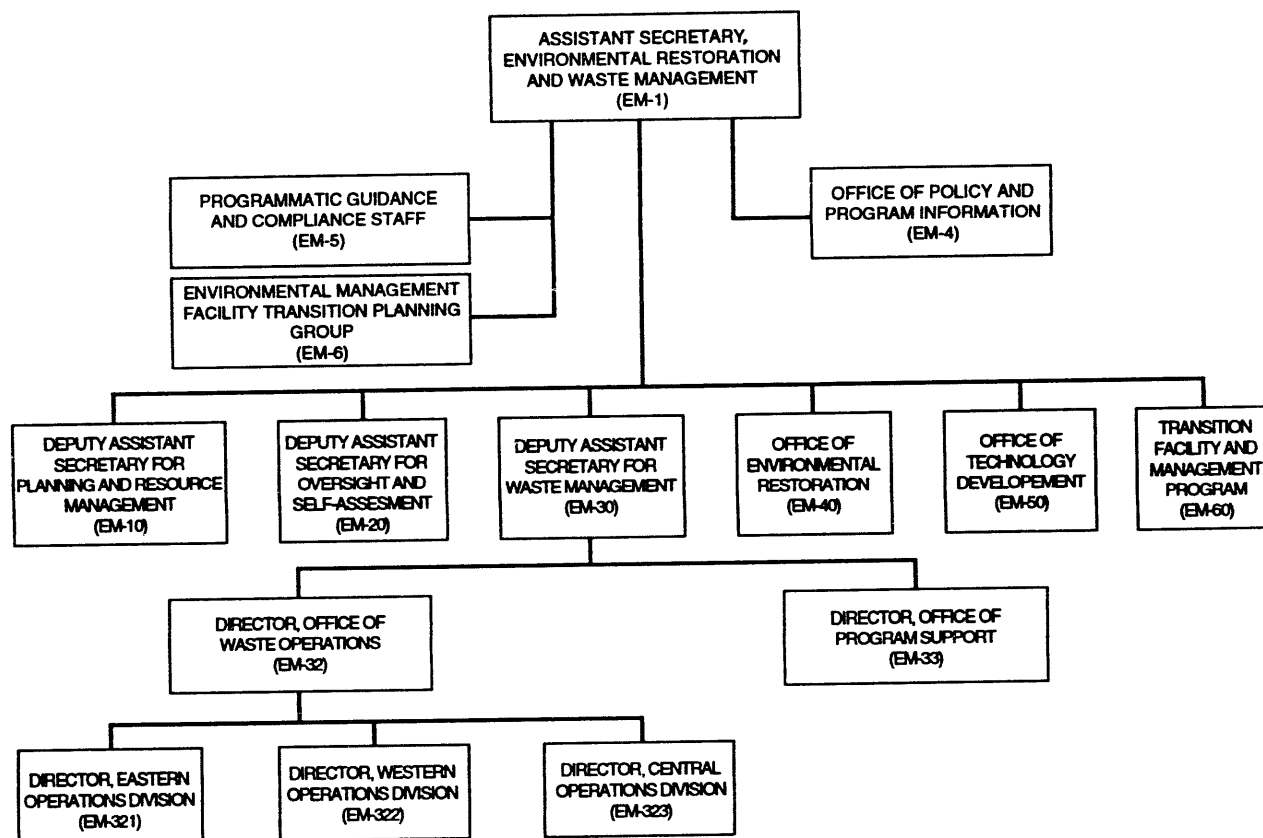 ASSISTANT SECRETARY,
ENVIRONMENTAL RESTORATION
AND WASTE MANAGEMENT
(EM-1)
PROGRAMMATIC GUIDANCE
AND COMPLIANCE STAFF
(EM-5)
OFFICE OF POLICY AND
PROGRAM INFORMATION
(EM-4)
ENVIRONMENTAL MANAGEMENT
FACILITY TRANSITION PLANNING
GROUP
(EM-6)
DEPUTY ASSISTANT
SECRETARY FOR
PLANNING AND RESOURCE
MANAGEMENT
(EM-10)
DEPUTY ASSISTANT
SECRETARY FOR
OVERSIGHT AND
SELF-ASSESMENT
(EM-20)
DEPUTY ASSISTANT
SECRETARY FOR
WASTE MANAGEMENT
(EM-30)
OFFICE OF
ENVIRONMENTAL
RESTORATION
(EM-40)
OFFICE OF
TECHNOLOGY
DEVELOPEMENT
(EM-50)
TRANSITION
FACILITY AND
MANAGEMENT
PROGRAM
(EM-60)
DIRECTOR, OFFICE OF
WASTE OPERATIONS
(EM-32)
DIRECTOR, OFFICE OF
PROGRAM SUPPORT
(EM-33)
DIRECTOR, EASTERN
OPERATIONS DIVISION
(EM-321)
DIRECTOR, WESTERN
OPERATIONS DIVISION
(EM-322)
DIRECTOR, CENTRAL
OPERATIONS DIVISION
(EM-323)